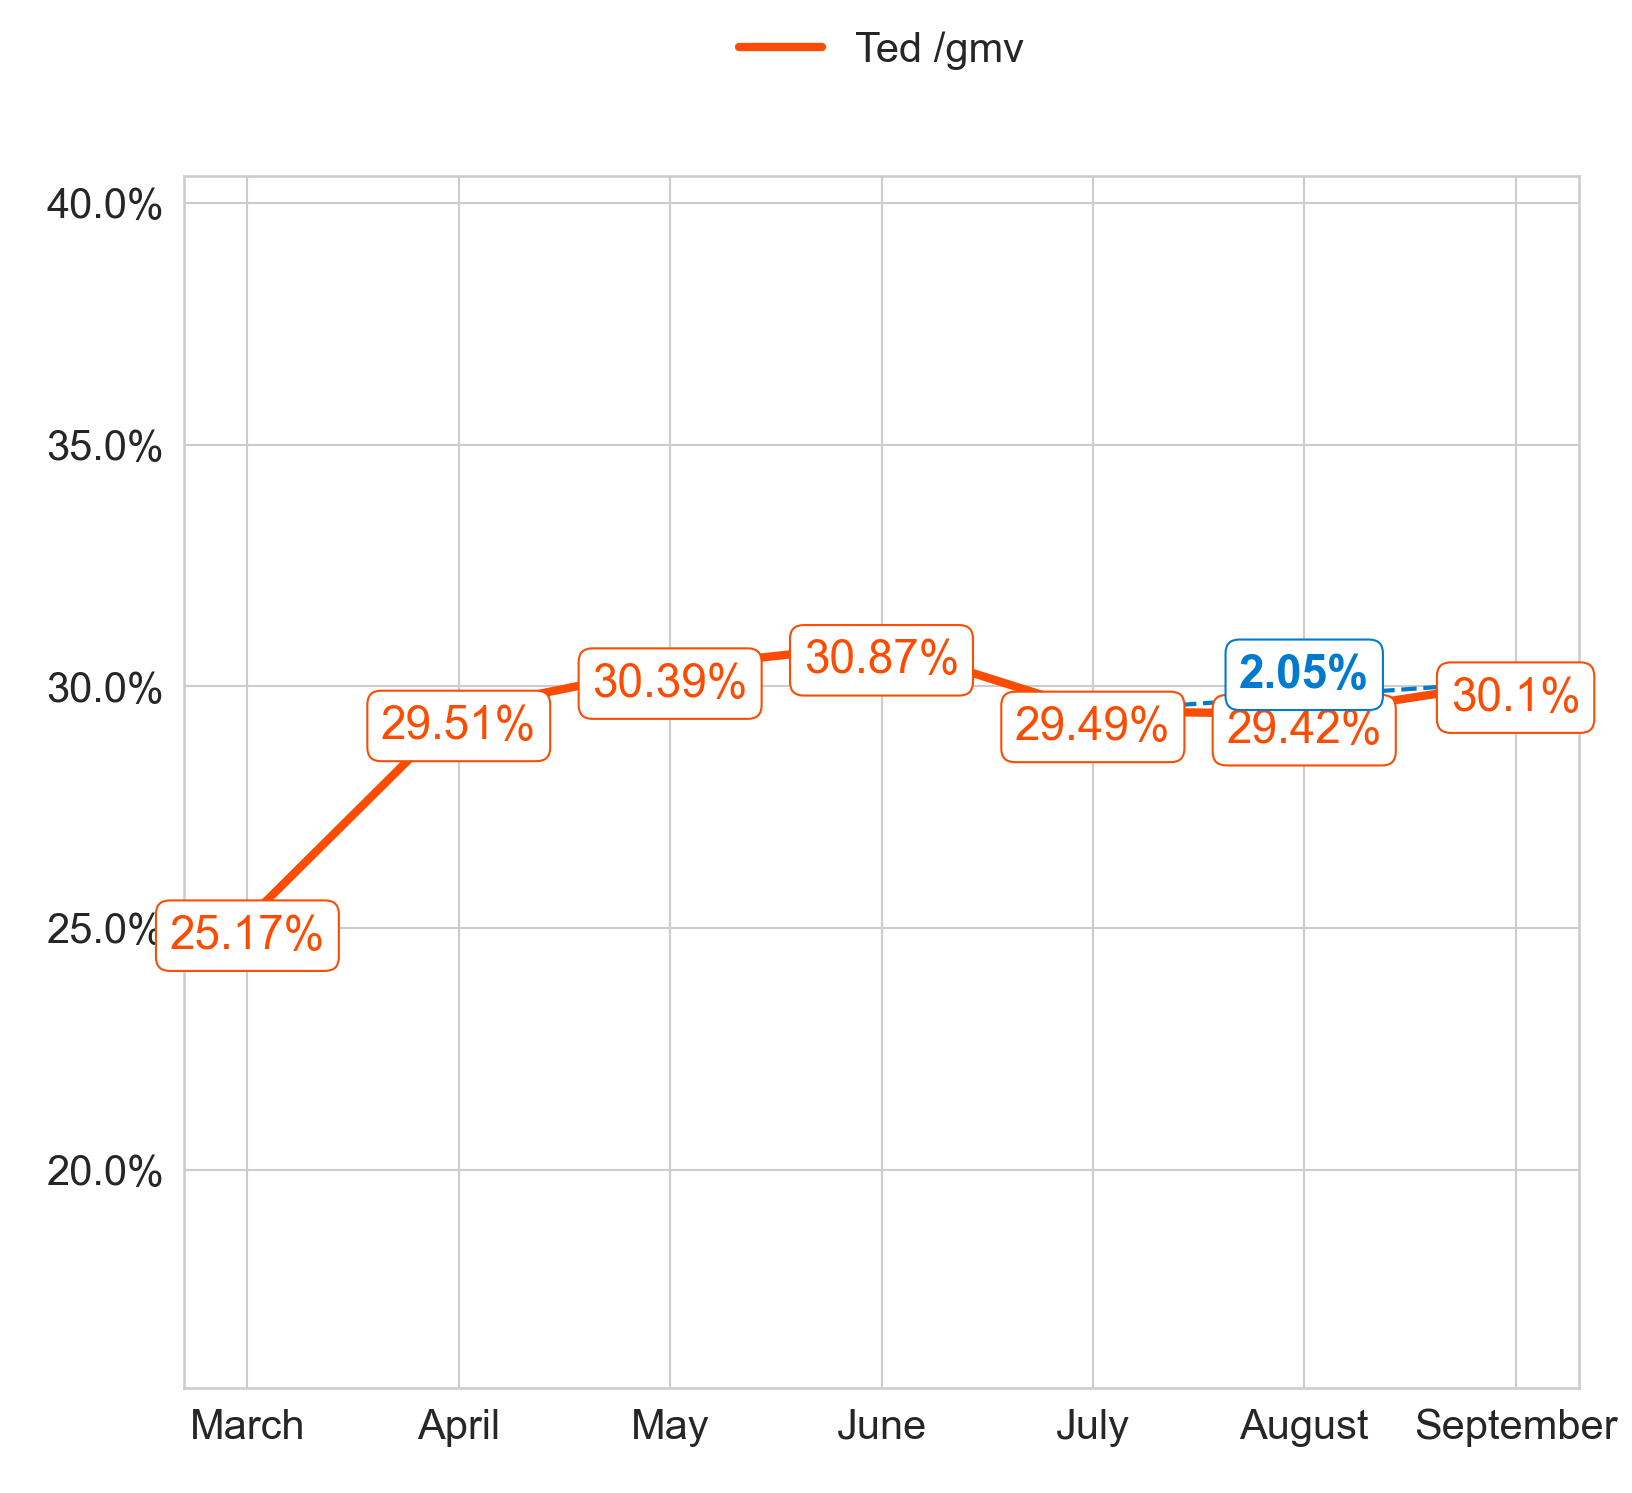 Ted /gmv
40.0%
35.0%
30.0%
25.0%
20.0%
25.17%
29.51%
30.39%
30.87%
29.49%
29.42%
2.05%
30.1%
March
April
May
June
July
August
September